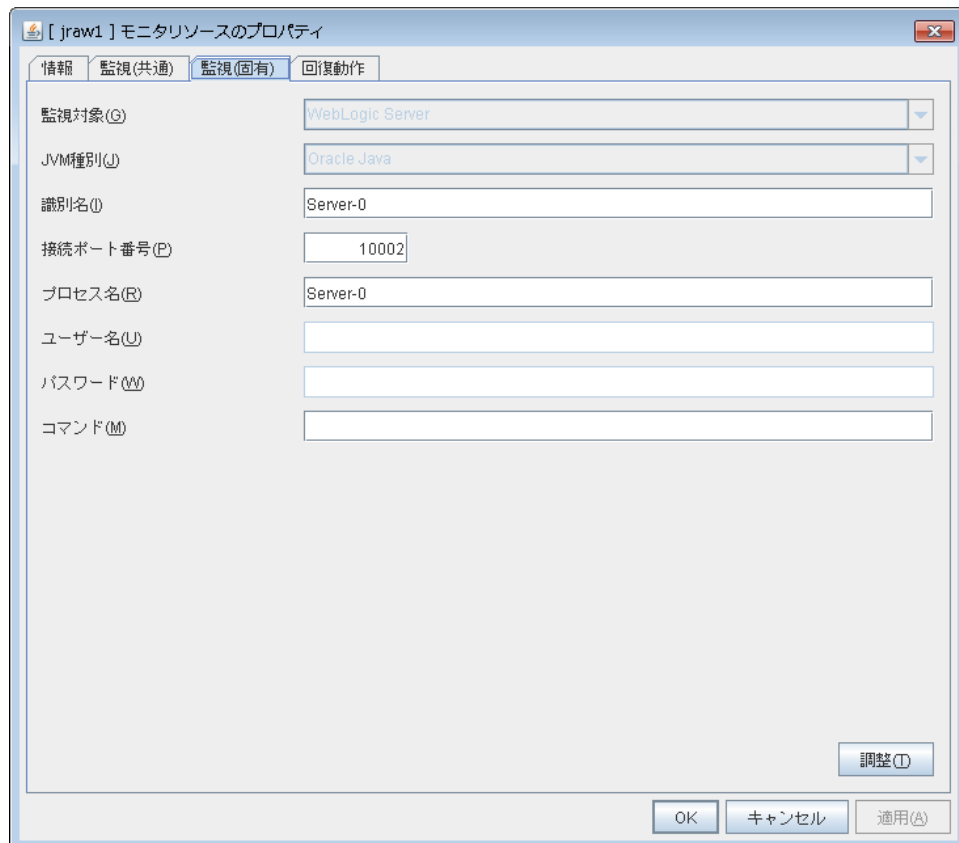 [ jraw1 ] モニタリソースのプロパティ
情報 監視(共通) 監視(固有) 回復動作
監視対象(G) WebLogic Server
JVM種別(J) Oracle Java
識別名(I) Server-0
接続ポート番号(P) 10002
プロセス名(R) Server-0
ユーザー名(U)
パスワード(W)
コマンド(M)
調整(T)
OK キャンセル 適用(A)